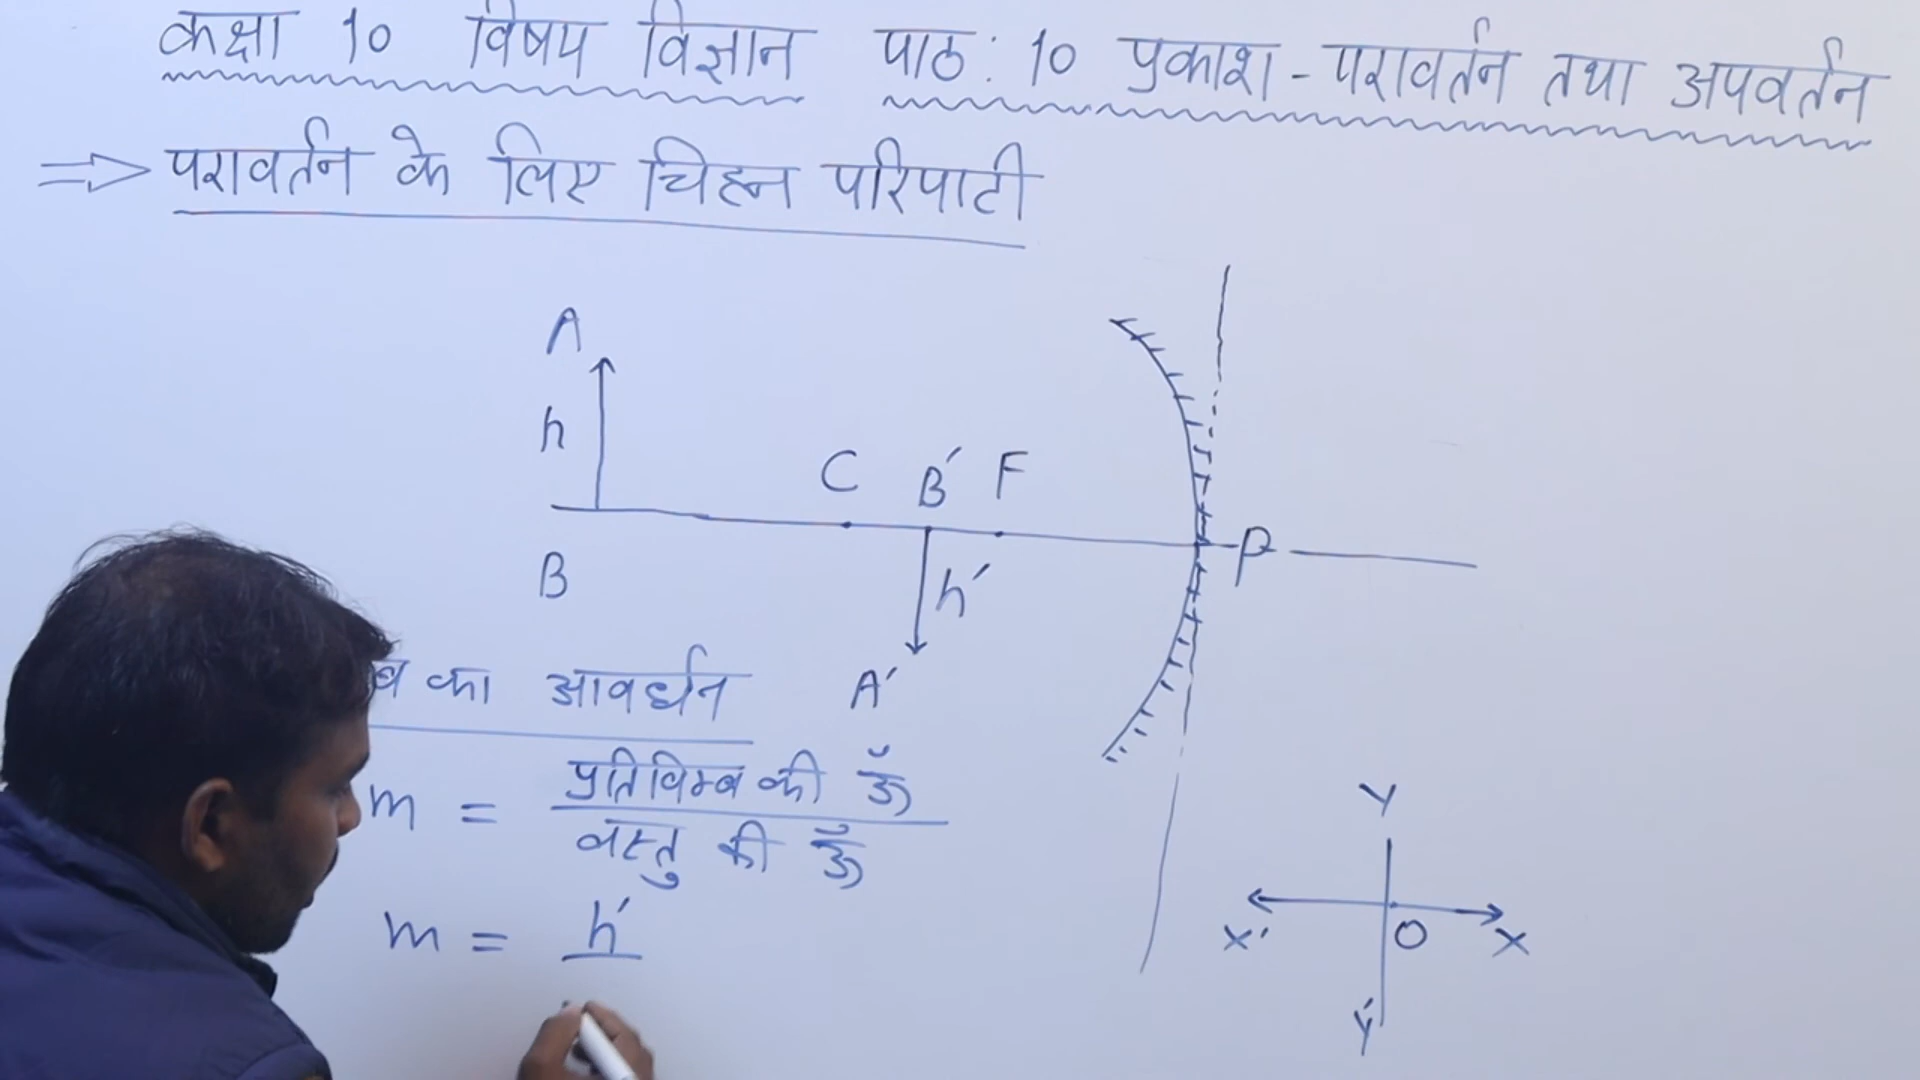 कक्षा 10 विषय विज्ञान पाठ: 10 प्रकाश-परावर्तन तथा अपवर्तन
⇒ परावर्तन के लिए चिह्न परिपाटी
A
h
C B′ F
P
B
h′
A′
का आवर्धन
m = प्रतिबिम्ब की ऊँ
वस्तु की ऊँ
m = h′
Y
X′ O X
Y′